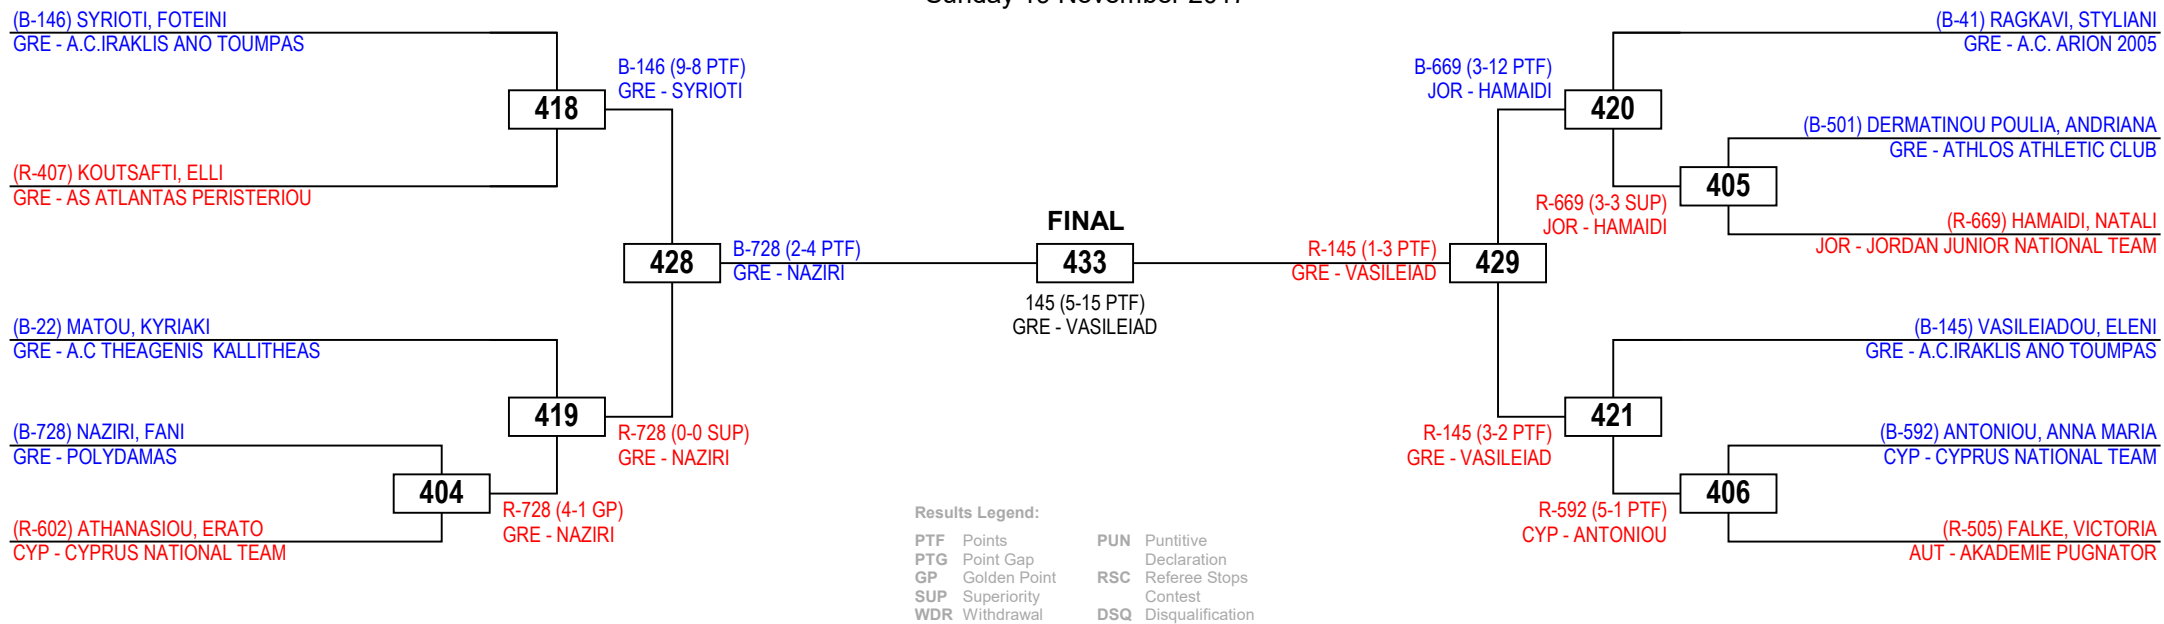 (B-146) SYRIOTI, FOTEINI
GRE - A.C.IRAKLIS ANO TOUMPAS
B-146 (9-8 PTF)
GRE - SYRIOTI
418
(R-407) KOUTSAFTI, ELLI
GRE - AS ATLANTAS PERISTERIOU
428
B-728 (2-4 PTF)
GRE - NAZIRI
(B-22) MATOU, KYRIAKI
GRE - A.C THEAGENIS  KALLITHEAS
419
R-728 (0-0 SUP)
GRE - NAZIRI
(B-728) NAZIRI, FANI
GRE - POLYDAMAS
404
R-728 (4-1 GP)
GRE - NAZIRI
(R-602) ATHANASIOU, ERATO
CYP - CYPRUS NATIONAL TEAM
FINAL
433
145 (5-15 PTF)
GRE - VASILEIAD
(B-41) RAGKAVI, STYLIANI
GRE - A.C. ARION 2005
B-669 (3-12 PTF)
JOR - HAMAIDI
420
(B-501) DERMATINOU POULIA, ANDRIANA
GRE - ATHLOS ATHLETIC CLUB
405
R-669 (3-3 SUP)
JOR - HAMAIDI
(R-669) HAMAIDI, NATALI
JOR - JORDAN JUNIOR NATIONAL TEAM
R-145 (1-3 PTF)
GRE - VASILEIAD
429
(B-145) VASILEIADOU, ELENI
GRE - A.C.IRAKLIS ANO TOUMPAS
421
R-145 (3-2 PTF)
GRE - VASILEIAD
(B-592) ANTONIOU, ANNA MARIA
CYP - CYPRUS NATIONAL TEAM
406
R-592 (5-1 PTF)
CYP - ANTONIOU
(R-505) FALKE, VICTORIA
AUT - AKADEMIE PUGNATOR
Results Legend:
PTF Points
PTG Point Gap
GP Golden Point
SUP Superiority
WDR Withdrawal
PUN Puntitive
Declaration
RSC Referee Stops
Contest
DSQ Disqualification